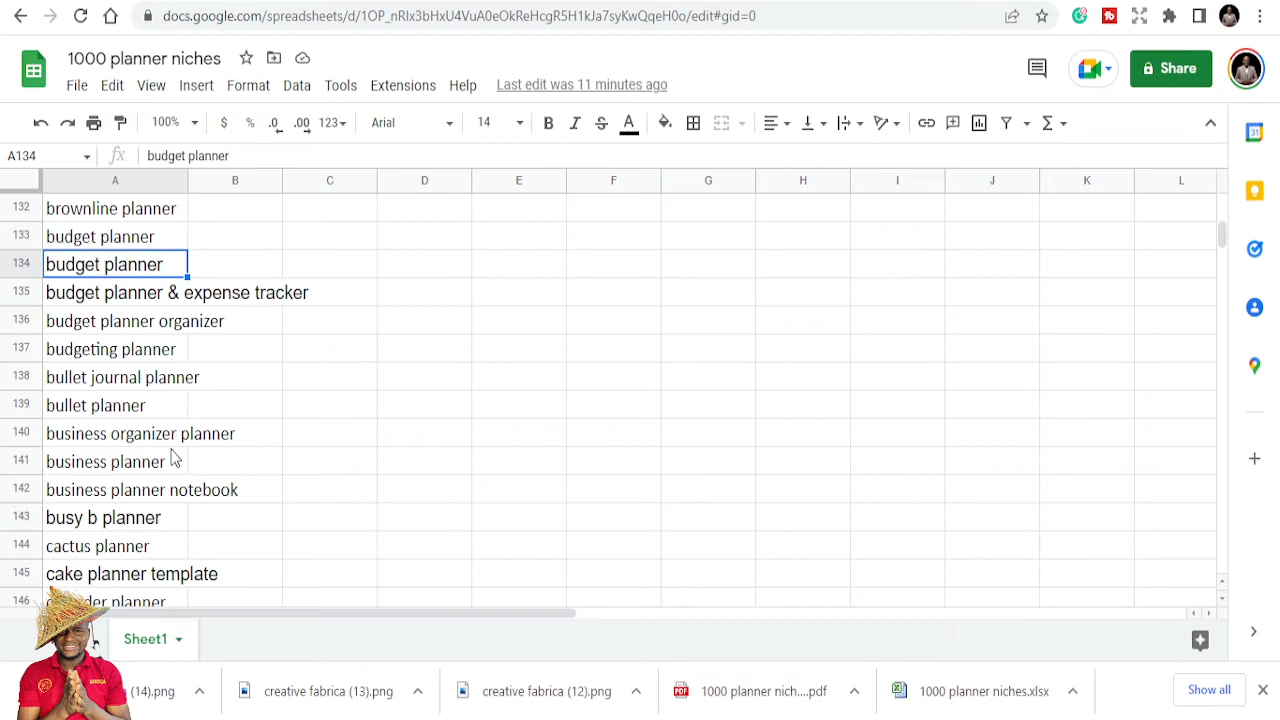 docs.google.com/spreadsheets/d/1OP_nRIx3bHxU4VuA0eOkReHcgR5H1kJa7syKwQqeH0o/edit#gid=0
1000 planner niches
File Edit View Insert Format Data Tools Extensions Help Last edit was 11 minutes ago
Share
100% $ % .0 .00 123 Arial 14 B I S A
A134 fx budget planner
A B C D E F G H I J K L
132 brownline planner
133 budget planner
134 budget planner
135 budget planner & expense tracker
136 budget planner organizer
137 budgeting planner
138 bullet journal planner
139 bullet planner
140 business organizer planner
141 business planner
142 business planner notebook
143 busy b planner
144 cactus planner
145 cake planner template
146
Sheet1
(14).png
creative fabrica (13).png
creative fabrica (12).png
1000 planner nich....pdf
1000 planner niches.xlsx
Show all